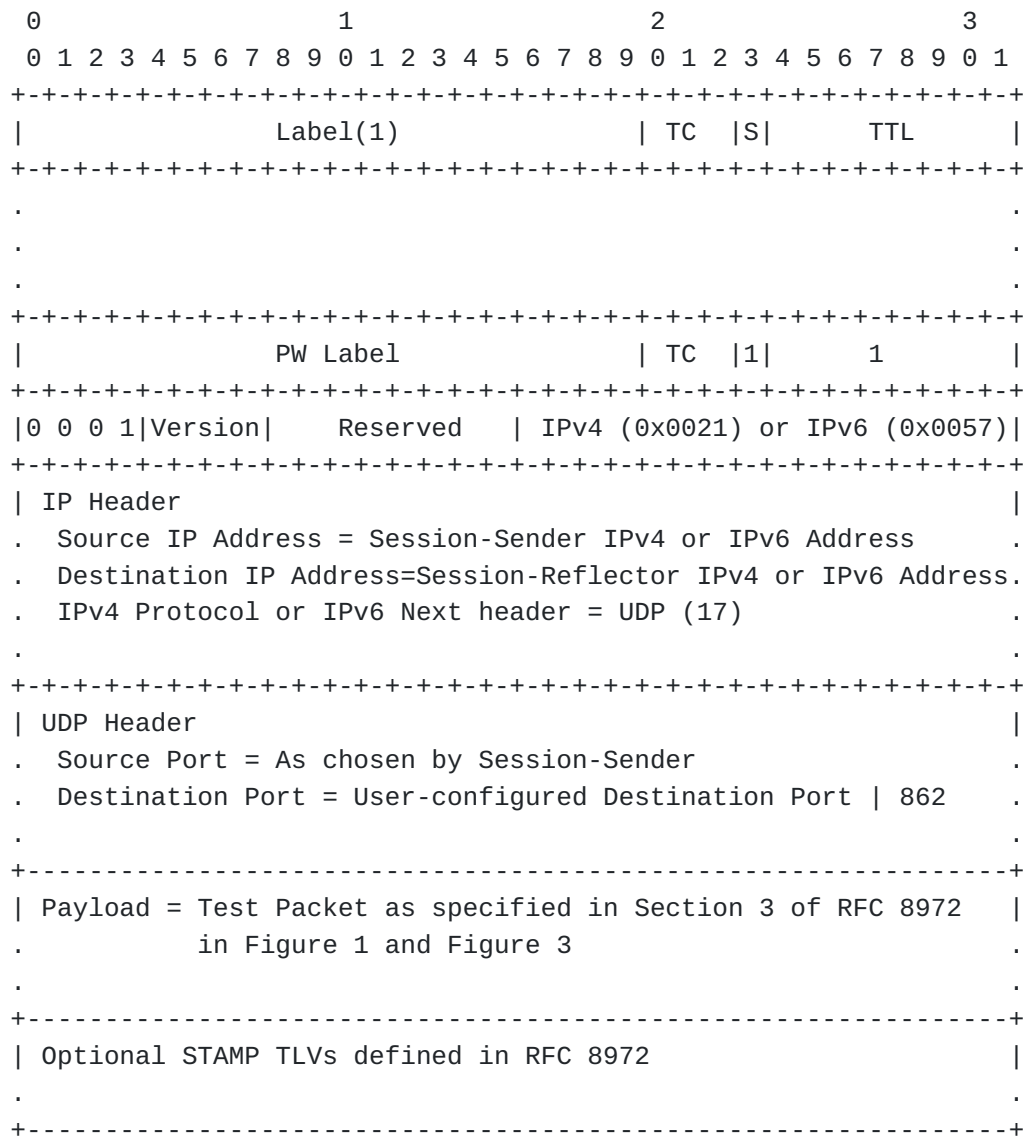 0                   1                   2                   3
 0 1 2 3 4 5 6 7 8 9 0 1 2 3 4 5 6 7 8 9 0 1 2 3 4 5 6 7 8 9 0 1
+-+-+-+-+-+-+-+-+-+-+-+-+-+-+-+-+-+-+-+-+-+-+-+-+-+-+-+-+-+-+-+-+
|                Label(1)               | TC  |S|      TTL      |
+-+-+-+-+-+-+-+-+-+-+-+-+-+-+-+-+-+-+-+-+-+-+-+-+-+-+-+-+-+-+-+-+
.                                                               .
.                                                               .
.                                                               .
+-+-+-+-+-+-+-+-+-+-+-+-+-+-+-+-+-+-+-+-+-+-+-+-+-+-+-+-+-+-+-+-+
|                PW Label               | TC  |1|      1        |
+-+-+-+-+-+-+-+-+-+-+-+-+-+-+-+-+-+-+-+-+-+-+-+-+-+-+-+-+-+-+-+-+
|0 0 0 1|Version|    Reserved   | IPv4 (0x0021) or IPv6 (0x0057)|
+-+-+-+-+-+-+-+-+-+-+-+-+-+-+-+-+-+-+-+-+-+-+-+-+-+-+-+-+-+-+-+-+
| IP Header                                                     |
.  Source IP Address = Session-Sender IPv4 or IPv6 Address      .
.  Destination IP Address=Session-Reflector IPv4 or IPv6 Address.
.  IPv4 Protocol or IPv6 Next header = UDP (17)                 .
.                                                               .
+-+-+-+-+-+-+-+-+-+-+-+-+-+-+-+-+-+-+-+-+-+-+-+-+-+-+-+-+-+-+-+-+
| UDP Header                                                    |
.  Source Port = As chosen by Session-Sender                    .
.  Destination Port = User-configured Destination Port | 862    .
.                                                               .
+---------------------------------------------------------------+
| Payload = Test Packet as specified in Section 3 of RFC 8972   |
.           in Figure 1 and Figure 3                            .
.                                                               .
+---------------------------------------------------------------+
| Optional STAMP TLVs defined in RFC 8972                       |
.                                                               .
+---------------------------------------------------------------+